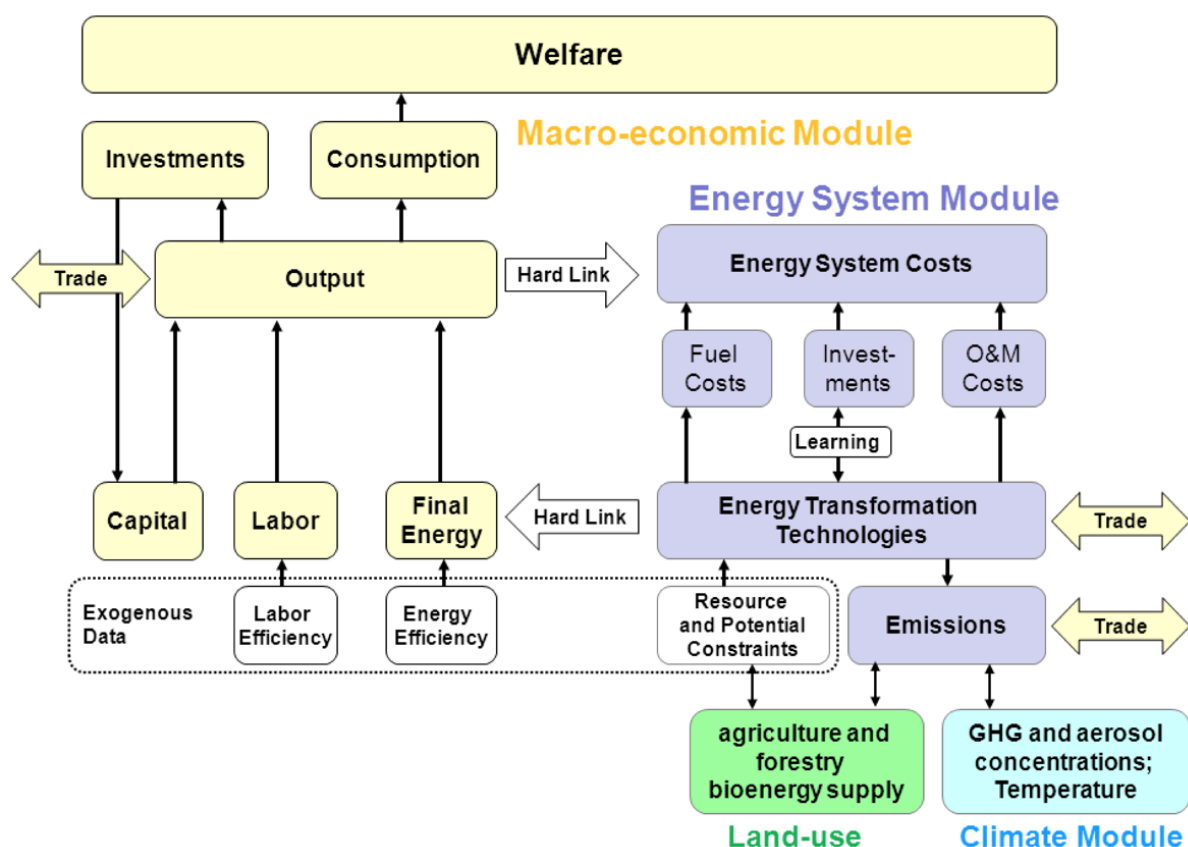 Welfare
Macro-economic Module
Investments
Consumption
Energy System Module
Trade
Output
Hard Link
Energy System Costs
Fuel
Costs
Invest-
ments
O&M
Costs
Learning
Capital
Labor
Final
Energy
Hard Link
Energy Transformation
Technologies
Trade
Exogenous
Data
Labor
Efficiency
Energy
Efficiency
Resource
and Potential
Constraints
Emissions
Trade
agriculture and
forestry
bioenergy supply
GHG and aerosol
concentrations;
Temperature
Land-use
Climate Module